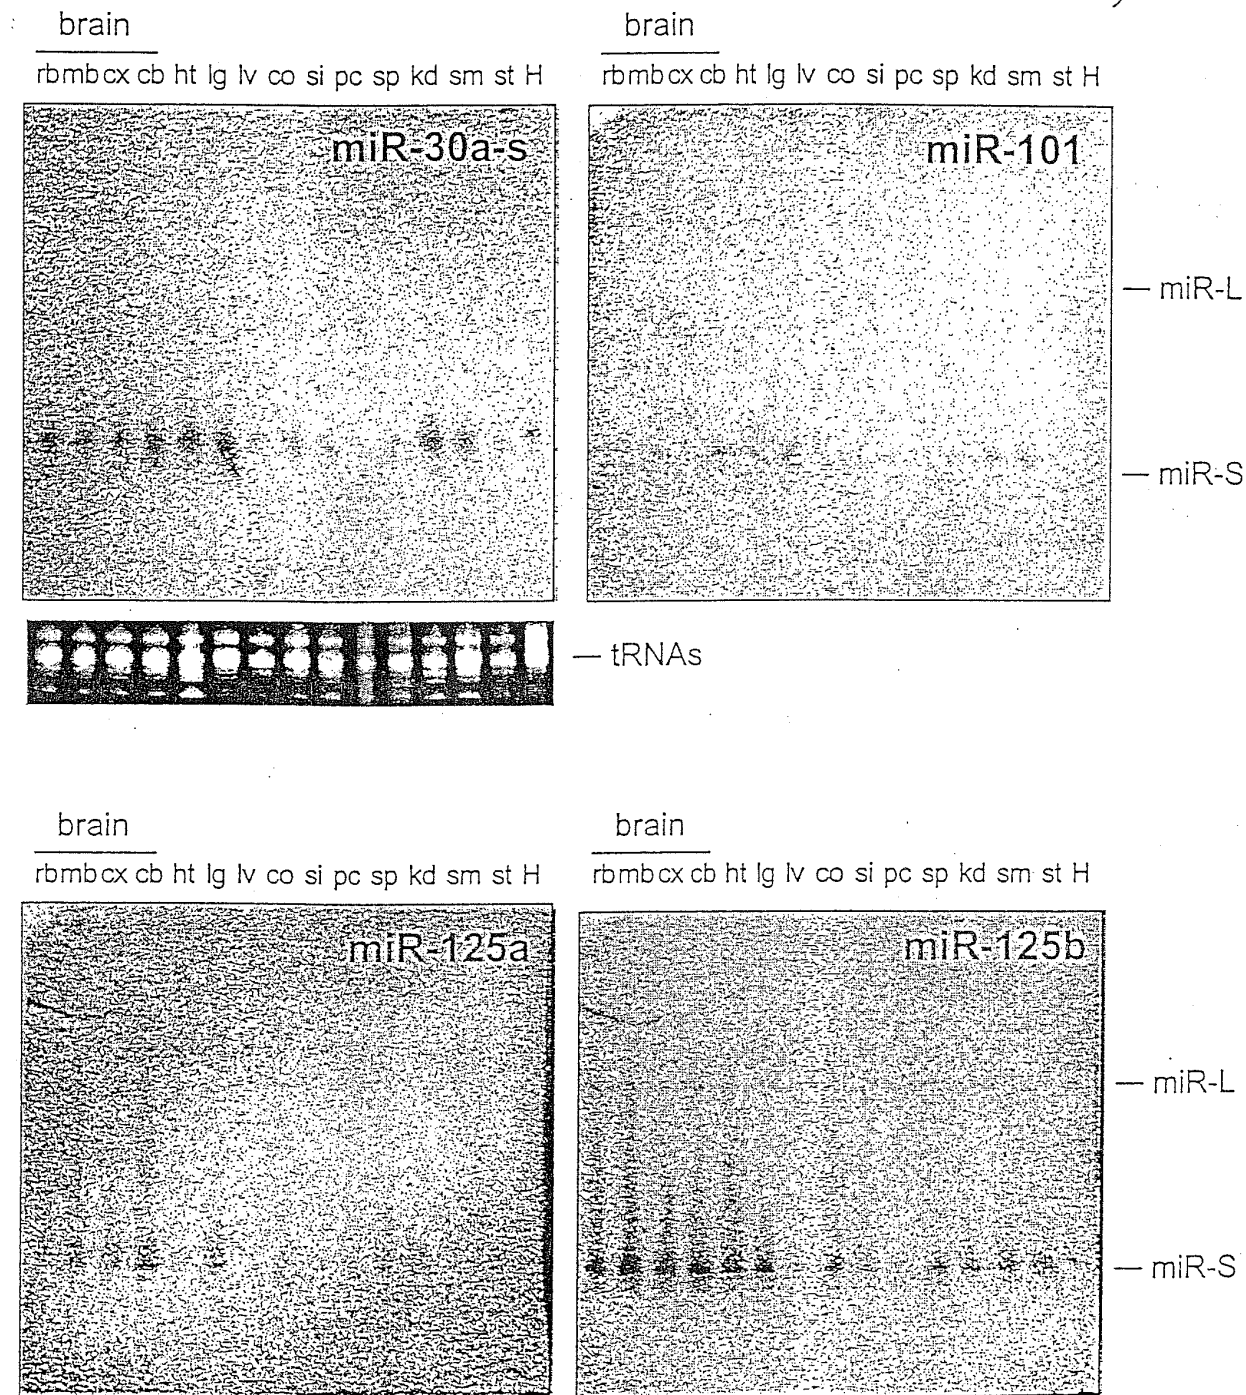 brain brain
rb mb cx cb ht lg lv co si pc sp kd sm st H rb mb cx cb ht lg lv co si pc sp kd sm st H
miR-30a-s miR-101
miR-L
miR-S
tRNAs
brain brain
rb mb cx cb ht lg lv co si pc sp kd sm st H rb mb cx cb ht lg lv co si pc sp kd sm st H
miR-125a miR-125b
miR-L
miR-S